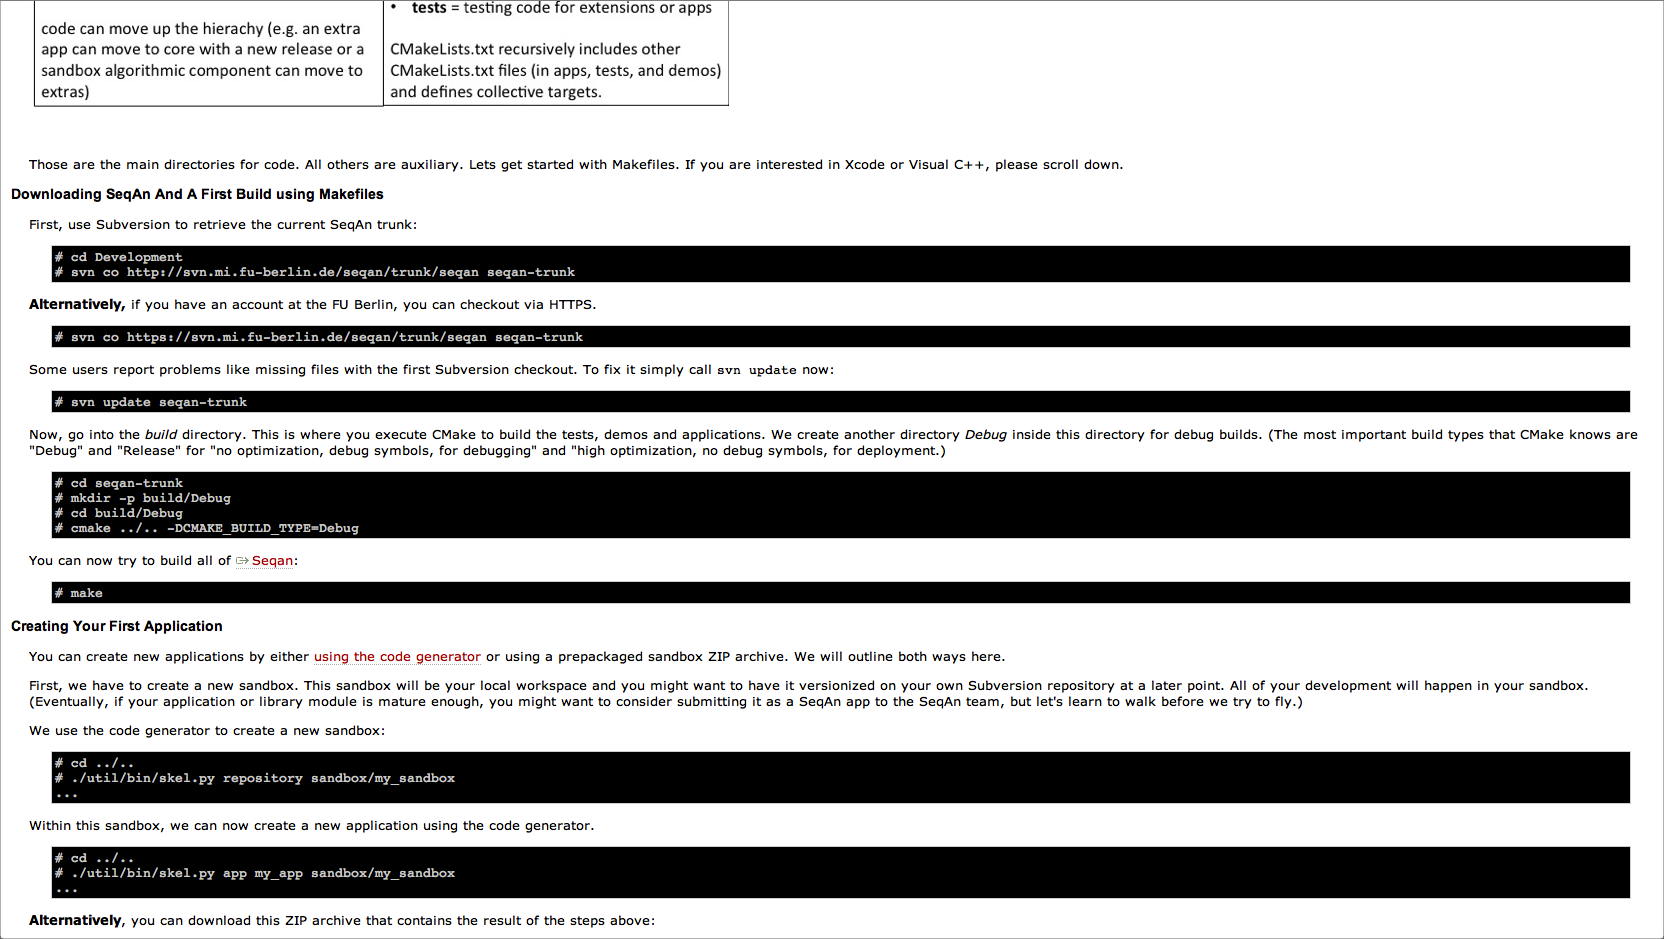 code can move up the hierachy (e.g. an extra
app can move to core with a new release or a
sandbox algorithmic component can move to
extras)
• tests = testing code for extensions or apps
CMakeLists.txt recursively includes other
CMakeLists.txt files (in apps, tests, and demos)
and defines collective targets.
Those are the main directories for code. All others are auxiliary. Lets get started with Makefiles. If you are interested in Xcode or Visual C++, please scroll down.
Downloading SeqAn And A First Build using Makefiles
First, use Subversion to retrieve the current SeqAn trunk:
# cd Development
# svn co http://svn.mi.fu-berlin.de/seqan/trunk/seqan seqan-trunk
Alternatively, if you have an account at the FU Berlin, you can checkout via HTTPS.
# svn co https://svn.mi.fu-berlin.de/seqan/trunk/seqan seqan-trunk
Some users report problems like missing files with the first Subversion checkout. To fix it simply call svn update now:
# svn update seqan-trunk
Now, go into the build directory. This is where you execute CMake to build the tests, demos and applications. We create another directory Debug inside this directory for debug builds. (The most important build types that CMake knows are
"Debug" and "Release" for "no optimization, debug symbols, for debugging" and "high optimization, no debug symbols, for deployment.)
# cd seqan-trunk
# mkdir -p build/Debug
# cd build/Debug
# cmake ../.. -DCMAKE_BUILD_TYPE=Debug
You can now try to build all of Seqan:
# make
Creating Your First Application
You can create new applications by either using the code generator or using a prepackaged sandbox ZIP archive. We will outline both ways here.
First, we have to create a new sandbox. This sandbox will be your local workspace and you might want to have it versionized on your own Subversion repository at a later point. All of your development will happen in your sandbox.
(Eventually, if your application or library module is mature enough, you might want to consider submitting it as a SeqAn app to the SeqAn team, but let's learn to walk before we try to fly.)
We use the code generator to create a new sandbox:
# cd ../..
# ./util/bin/skel.py repository sandbox/my_sandbox
...
Within this sandbox, we can now create a new application using the code generator.
# cd ../..
# ./util/bin/skel.py app my_app sandbox/my_sandbox
...
Alternatively, you can download this ZIP archive that contains the result of the steps above: